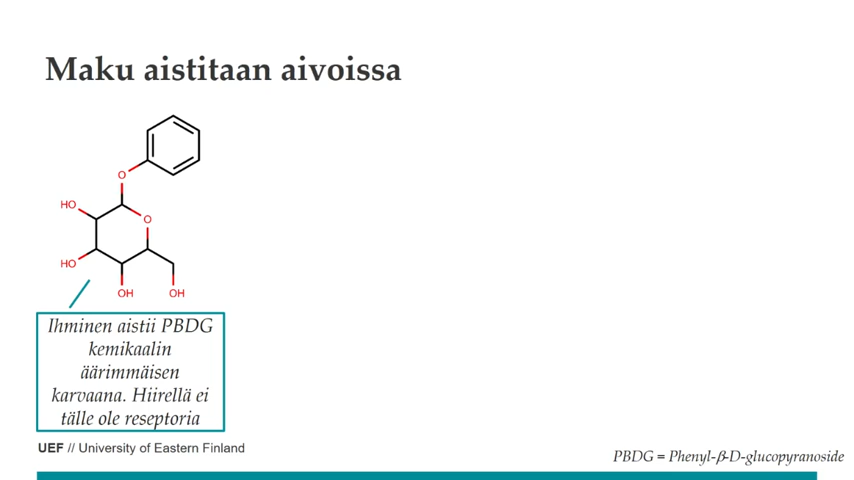 Maku aistitaan aivoissa
O
HO
O
HO
OH
OH
Ihminen aistii PBDG
kemikaalin
äärimmäisen
karvaana. Hiirellä ei
tälle ole reseptoria
UEF // University of Eastern Finland
PBDG = Phenyl-β-D-glucopyranoside